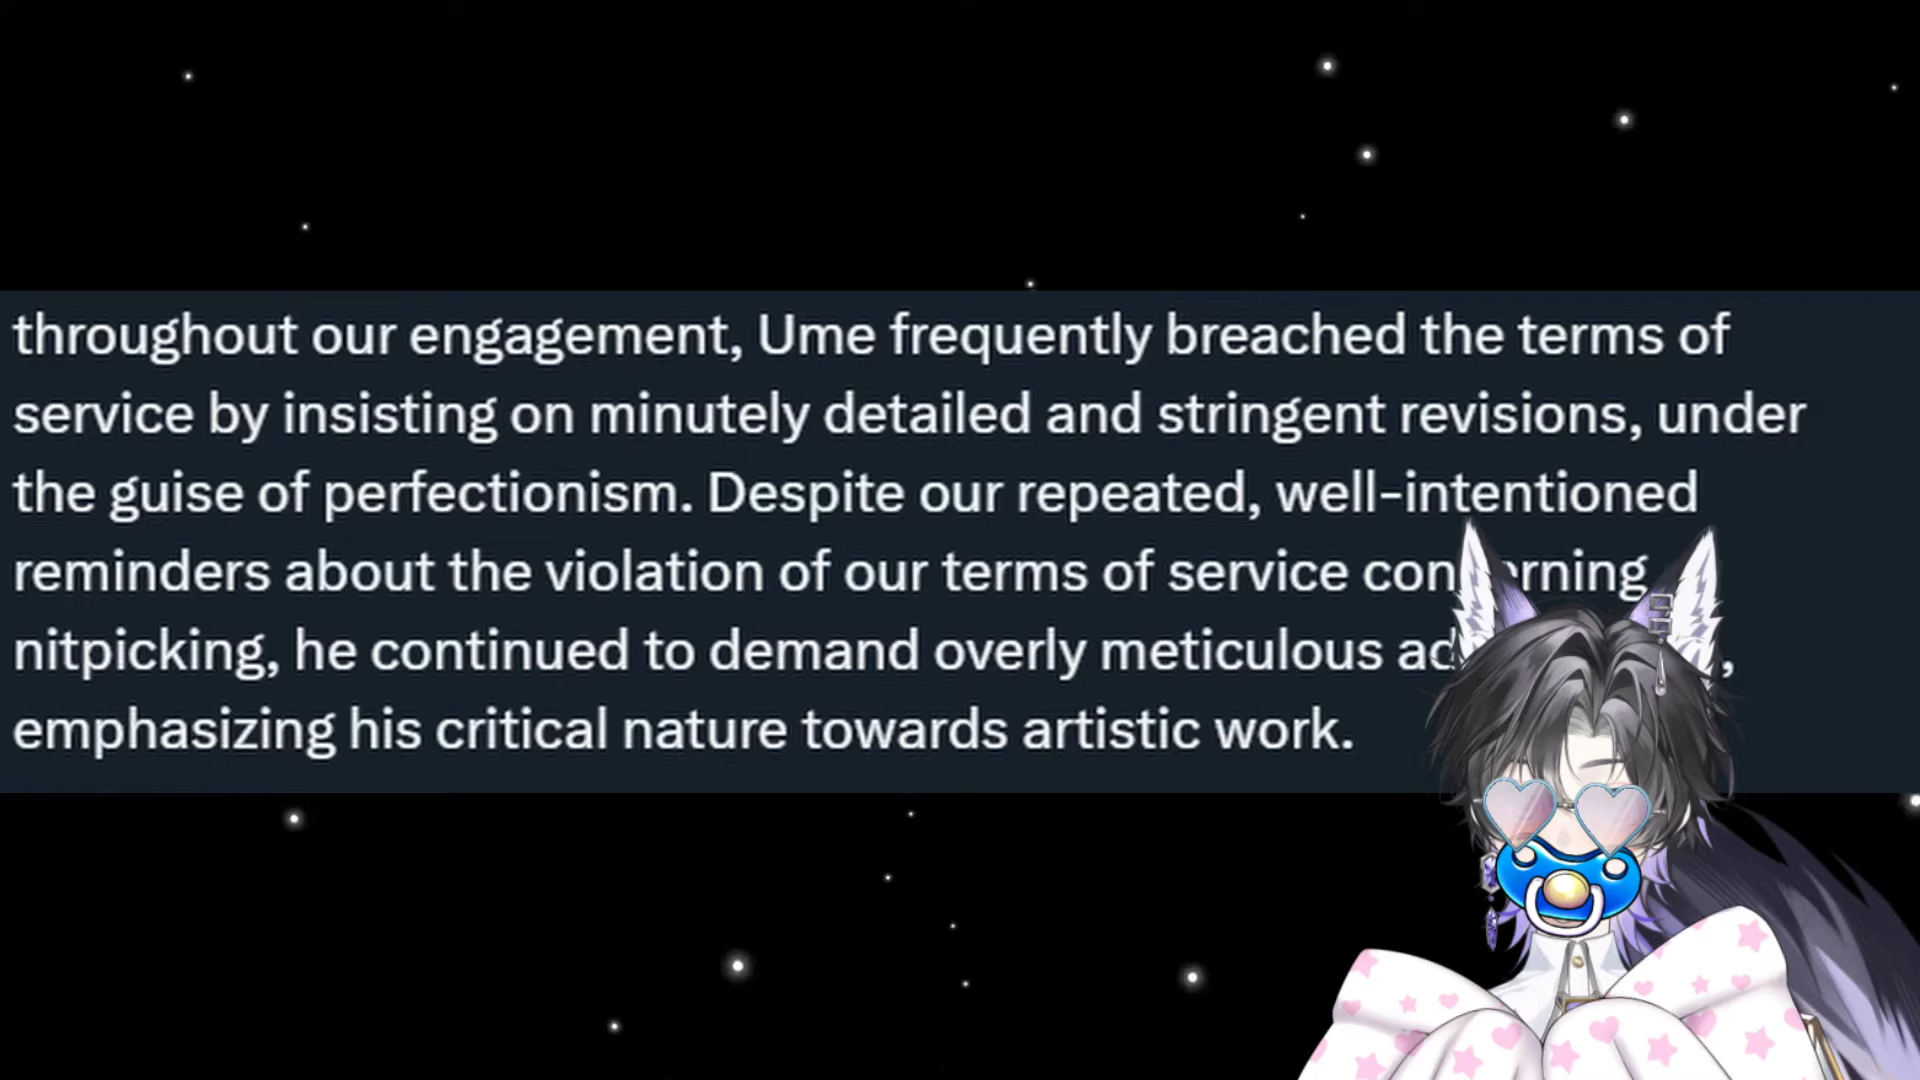 throughout our engagement, Ume frequently breached the terms of
service by insisting on minutely detailed and stringent revisions, under
the guise of perfectionism. Despite our repeated, well-intentioned
reminders about the violation of our terms of service concerning
nitpicking, he continued to demand overly meticulous
emphasizing his critical nature towards artistic work.